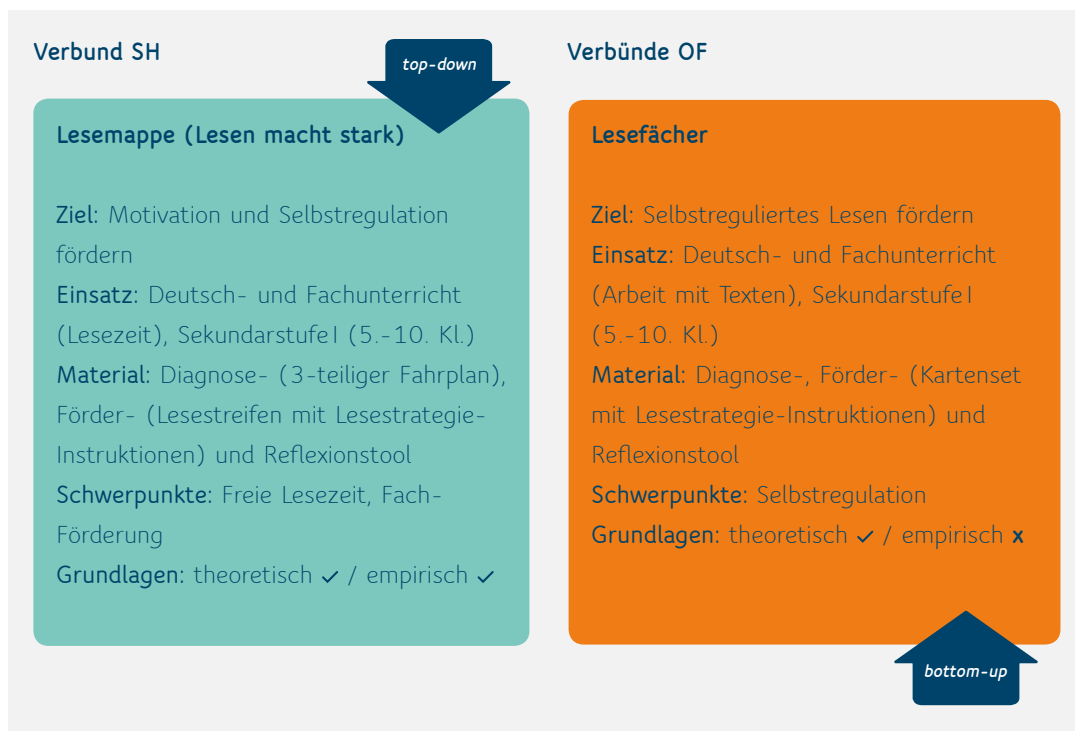 Verbund SH
top-down
Lesemappe (Lesen macht stark)
Ziel: Motivation und Selbstregulation
fördern
Einsatz: Deutsch- und Fachunterricht
(Lesezeit), Sekundarstufe I (5.-10. Kl.)
Material: Diagnose- (3-teiliger Fahrplan),
Förder- (Lesestreifen mit Lesestrategie-
Instruktionen) und Reflexionstool
Schwerpunkte: Freie Lesezeit, Fach-
Förderung
Grundlagen: theoretisch ✓ / empirisch ✓
Verbünde OF
Lesefächer
Ziel: Selbstreguliertes Lesen fördern
Einsatz: Deutsch- und Fachunterricht
(Arbeit mit Texten), Sekundarstufe I
(5.-10. Kl.)
Material: Diagnose-, Förder- (Kartenset
mit Lesestrategie-Instruktionen) und
Reflexionstool
Schwerpunkte: Selbstregulation
Grundlagen: theoretisch ✓ / empirisch x
bottom-up